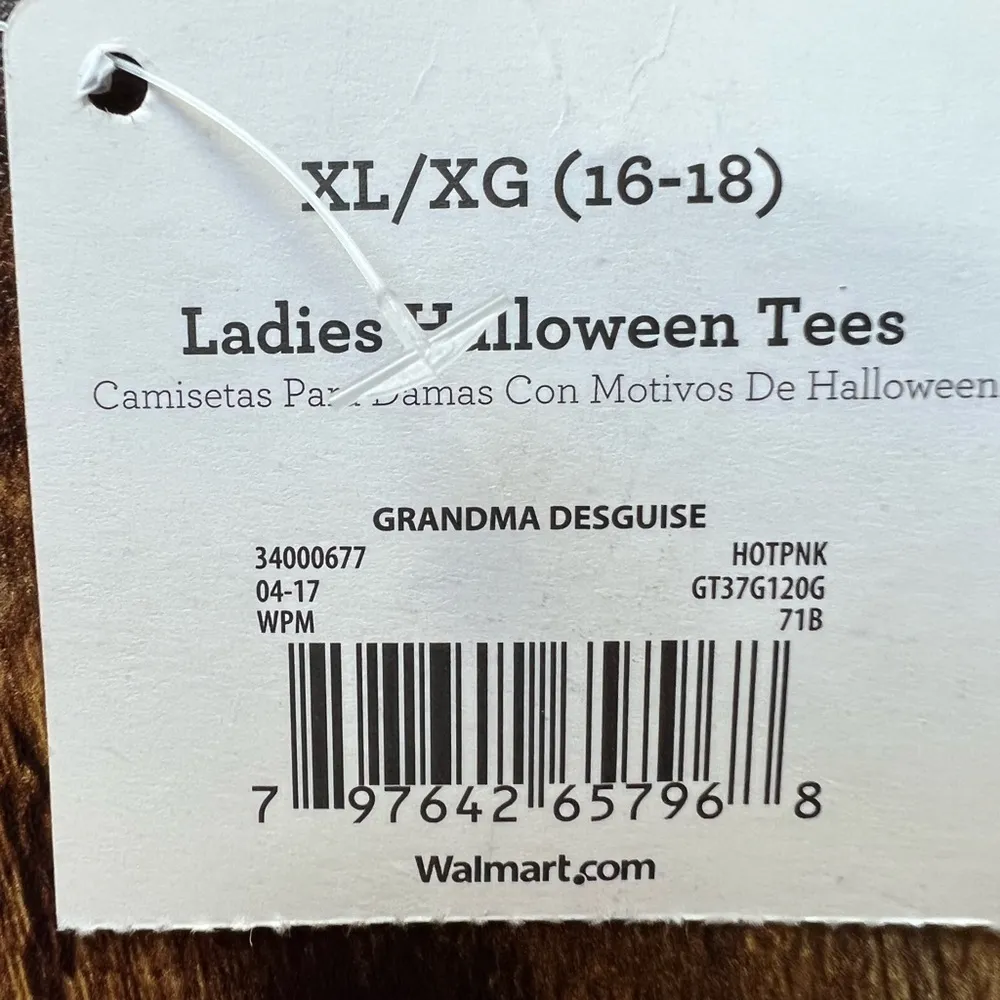 XL/XG (16-18)
Ladies Halloween Tees
Camisetas Para Damas Con Motivos De Halloween
GRANDMA DESGUISE
34000677 HOTPNK
04-17 GT37G120G
WPM 71B
7 97642 65796 8
Walmart.com